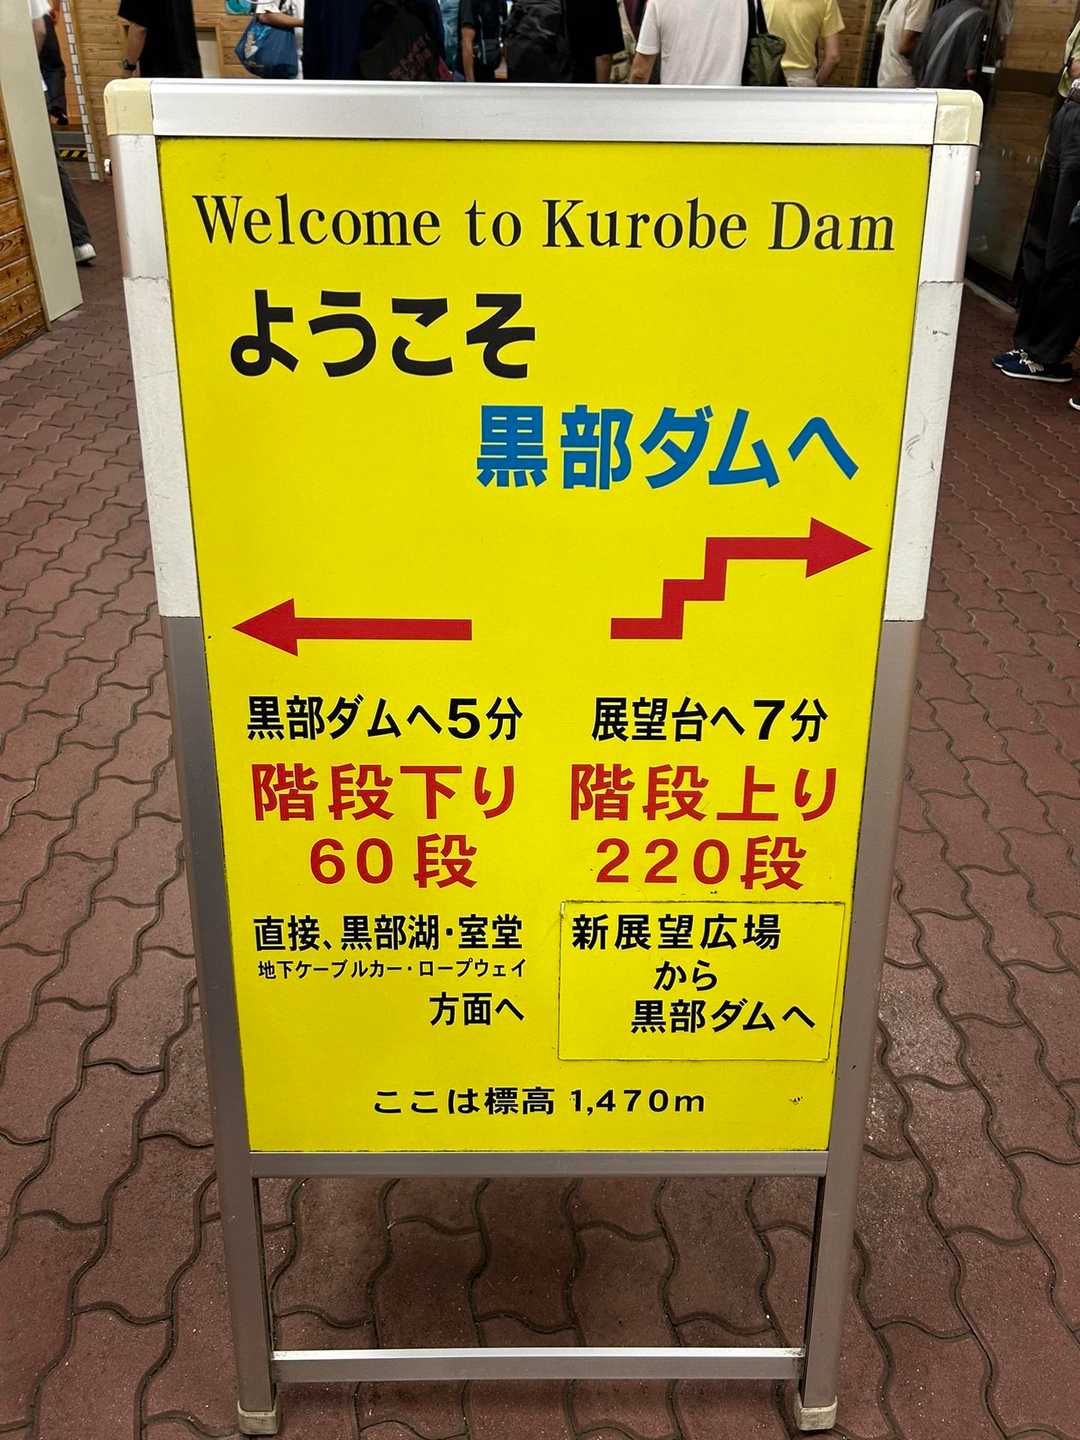 Welcome to Kurobe Dam
ようこそ
黒部ダムへ
黒部ダムへ5分
階段下り
60段
直接、黒部湖・室堂
地下ケーブルカー・ロープウェイ
方面へ
展望台へ7分
階段上り
220段
新展望広場
から
黒部ダムへ
ここは標高 1,470m